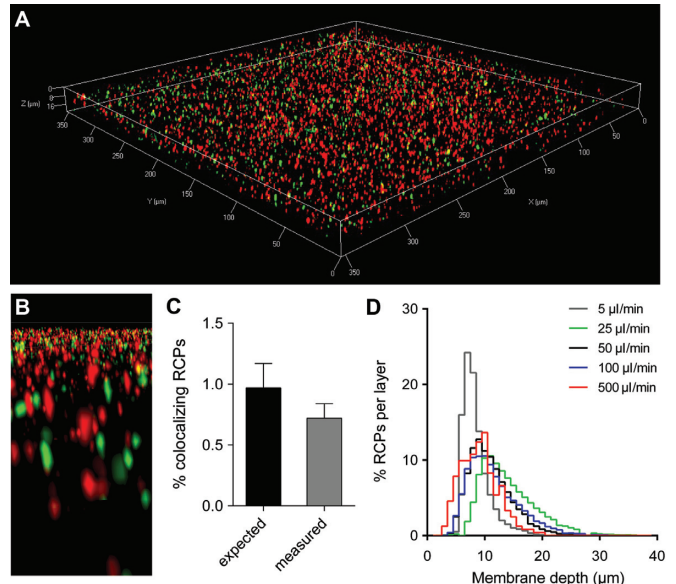 A
Z [µm]
0
8
16
350
300
250
200
150
100
50
0
Y [µm]
350
300
250
200
150
100
50
0
X [µm]
B
C
% colocalizing RCPs
1.5
1.0
0.5
0.0
expected
measured
D
% RCPs per layer
30
20
10
0
0 10 20 30 40
Membrane depth (µm)
5 µl/min
25 µl/min
50 µl/min
100 µl/min
500 µl/min